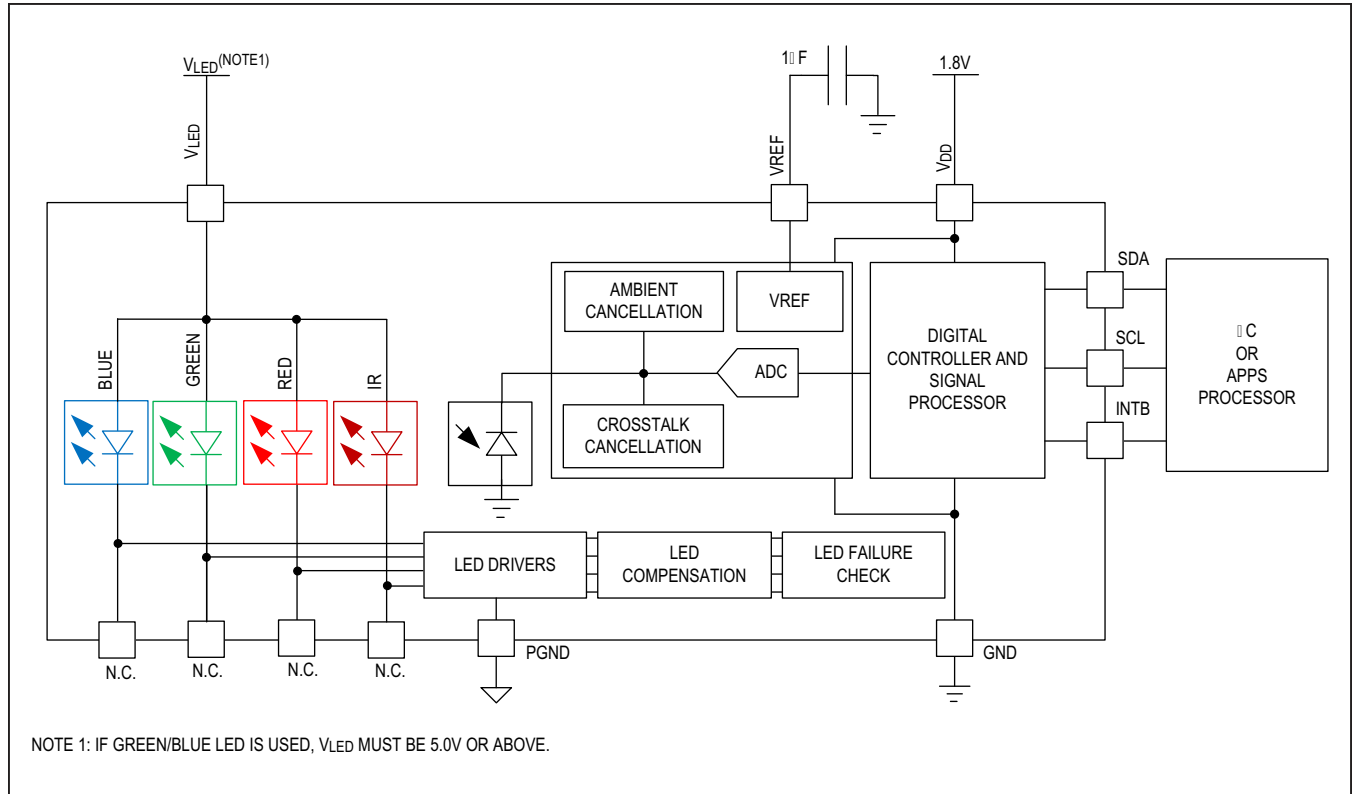 VLED(NOTE1)
1▯F
1.8V
VLED
VREF
VDD
SDA
AMBIENT
CANCELLATION
VREF
DIGITAL
CONTROLLER AND
SIGNAL
PROCESSOR
SCL
▯C
OR
APPS
PROCESSOR
BLUE
GREEN
RED
IR
ADC
INTB
CROSSTALK
CANCELLATION
LED DRIVERS
LED
COMPENSATION
LED FAILURE
CHECK
N.C.
N.C.
N.C.
N.C.
PGND
GND
NOTE 1: IF GREEN/BLUE LED IS USED, VLED MUST BE 5.0V OR ABOVE.